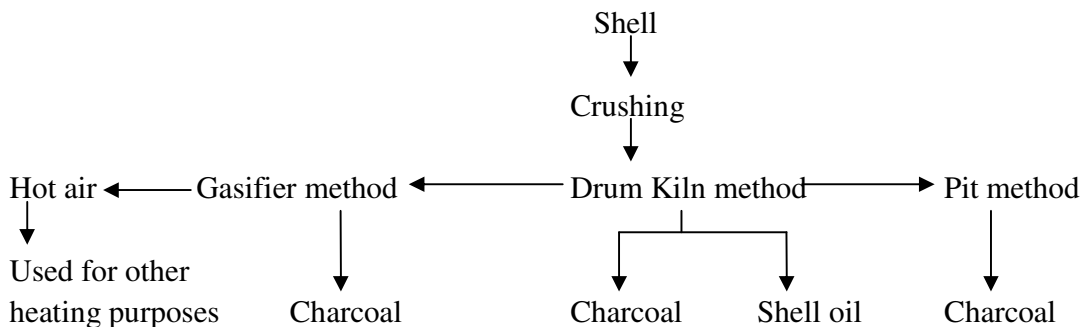 Shell
Crushing
Hot air
Gasifier method
Drum Kiln method
Pit method
Used for other
heating purposes
Charcoal
Charcoal
Shell oil
Charcoal